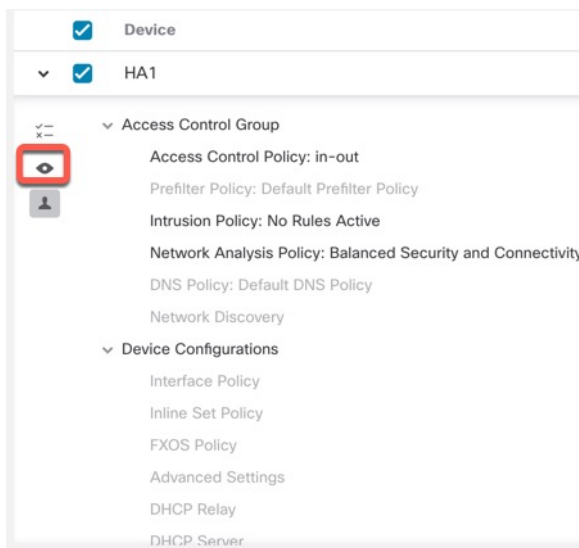 Device
HA1
Access Control Group
Access Control Policy: in-out
Prefilter Policy: Default Prefilter Policy
Intrusion Policy: No Rules Active
Network Analysis Policy: Balanced Security and Connectivity
DNS Policy: Default DNS Policy
Network Discovery
Device Configurations
Interface Policy
Inline Set Policy
FXOS Policy
Advanced Settings
DHCP Relay
DHCP Server